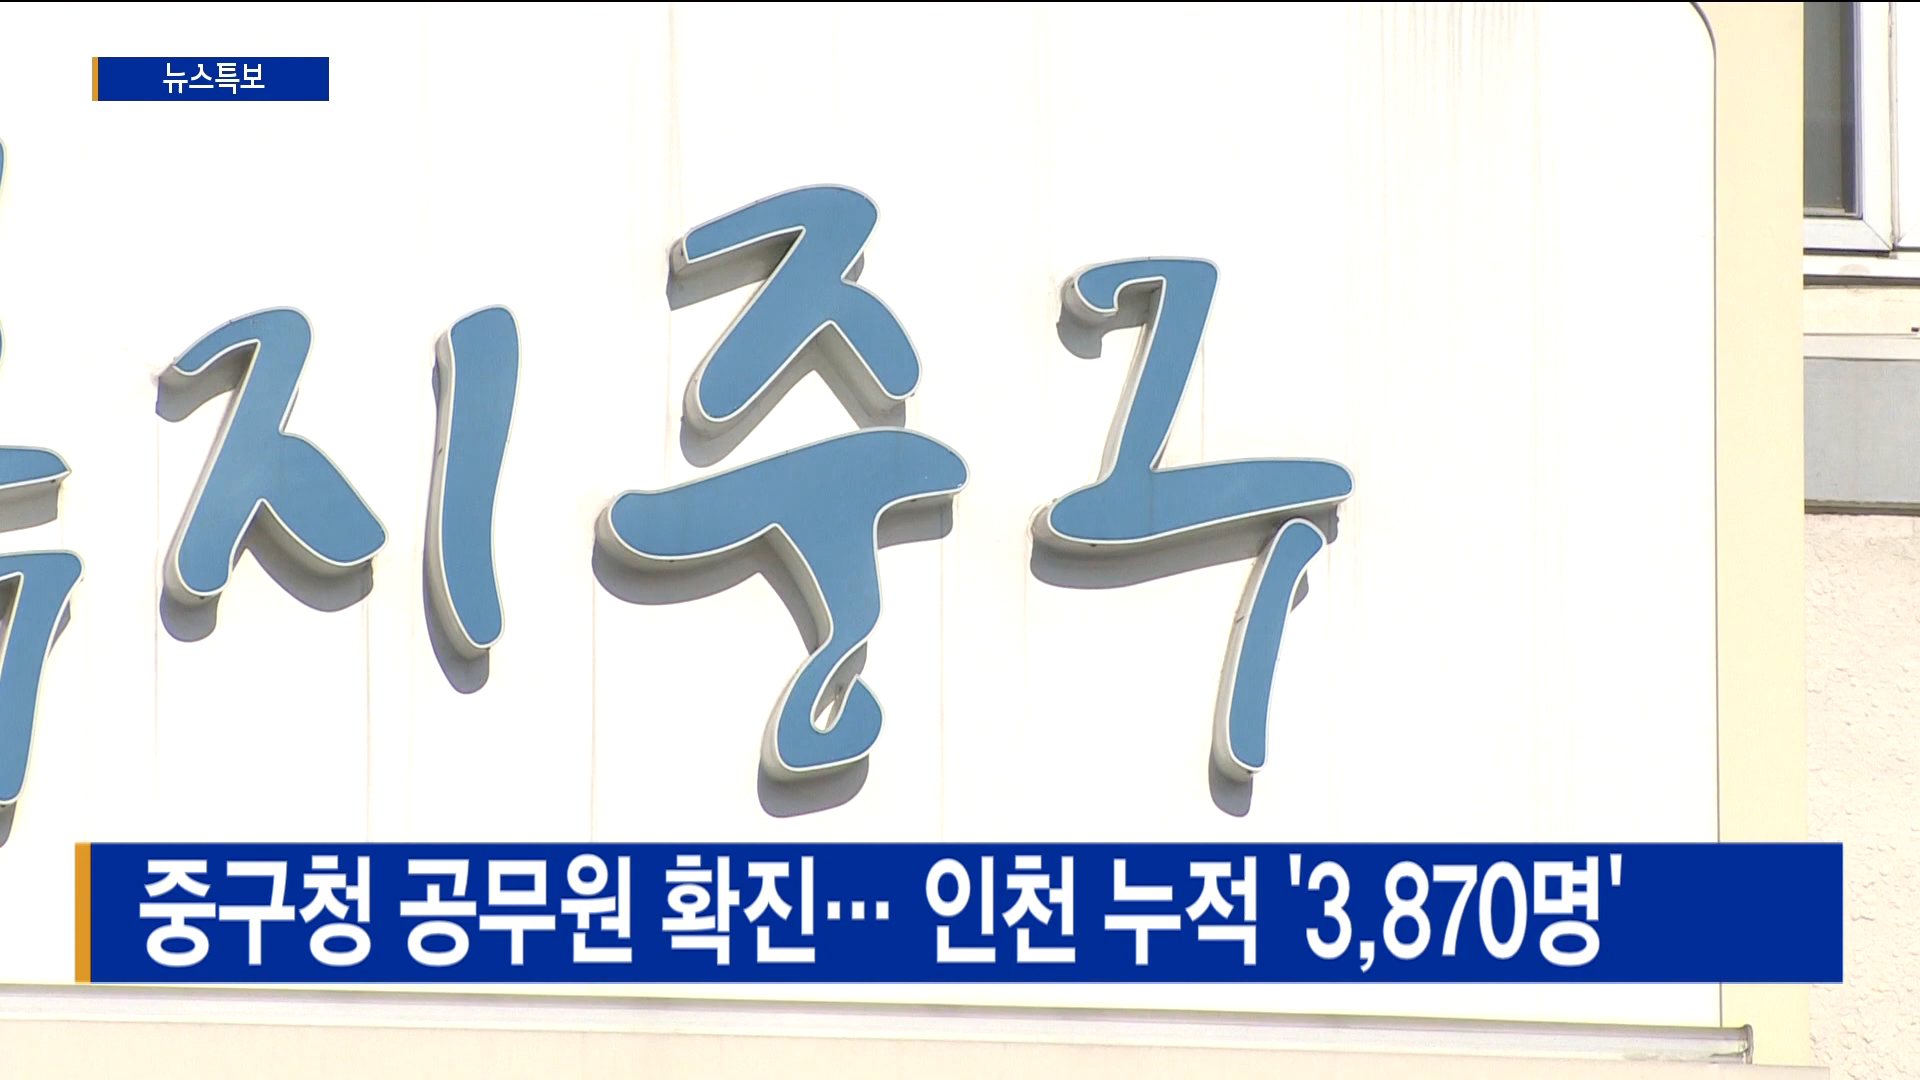 뉴스특보
지 중구
중구청 공무원 확진… 인천 누적 '3,870명'